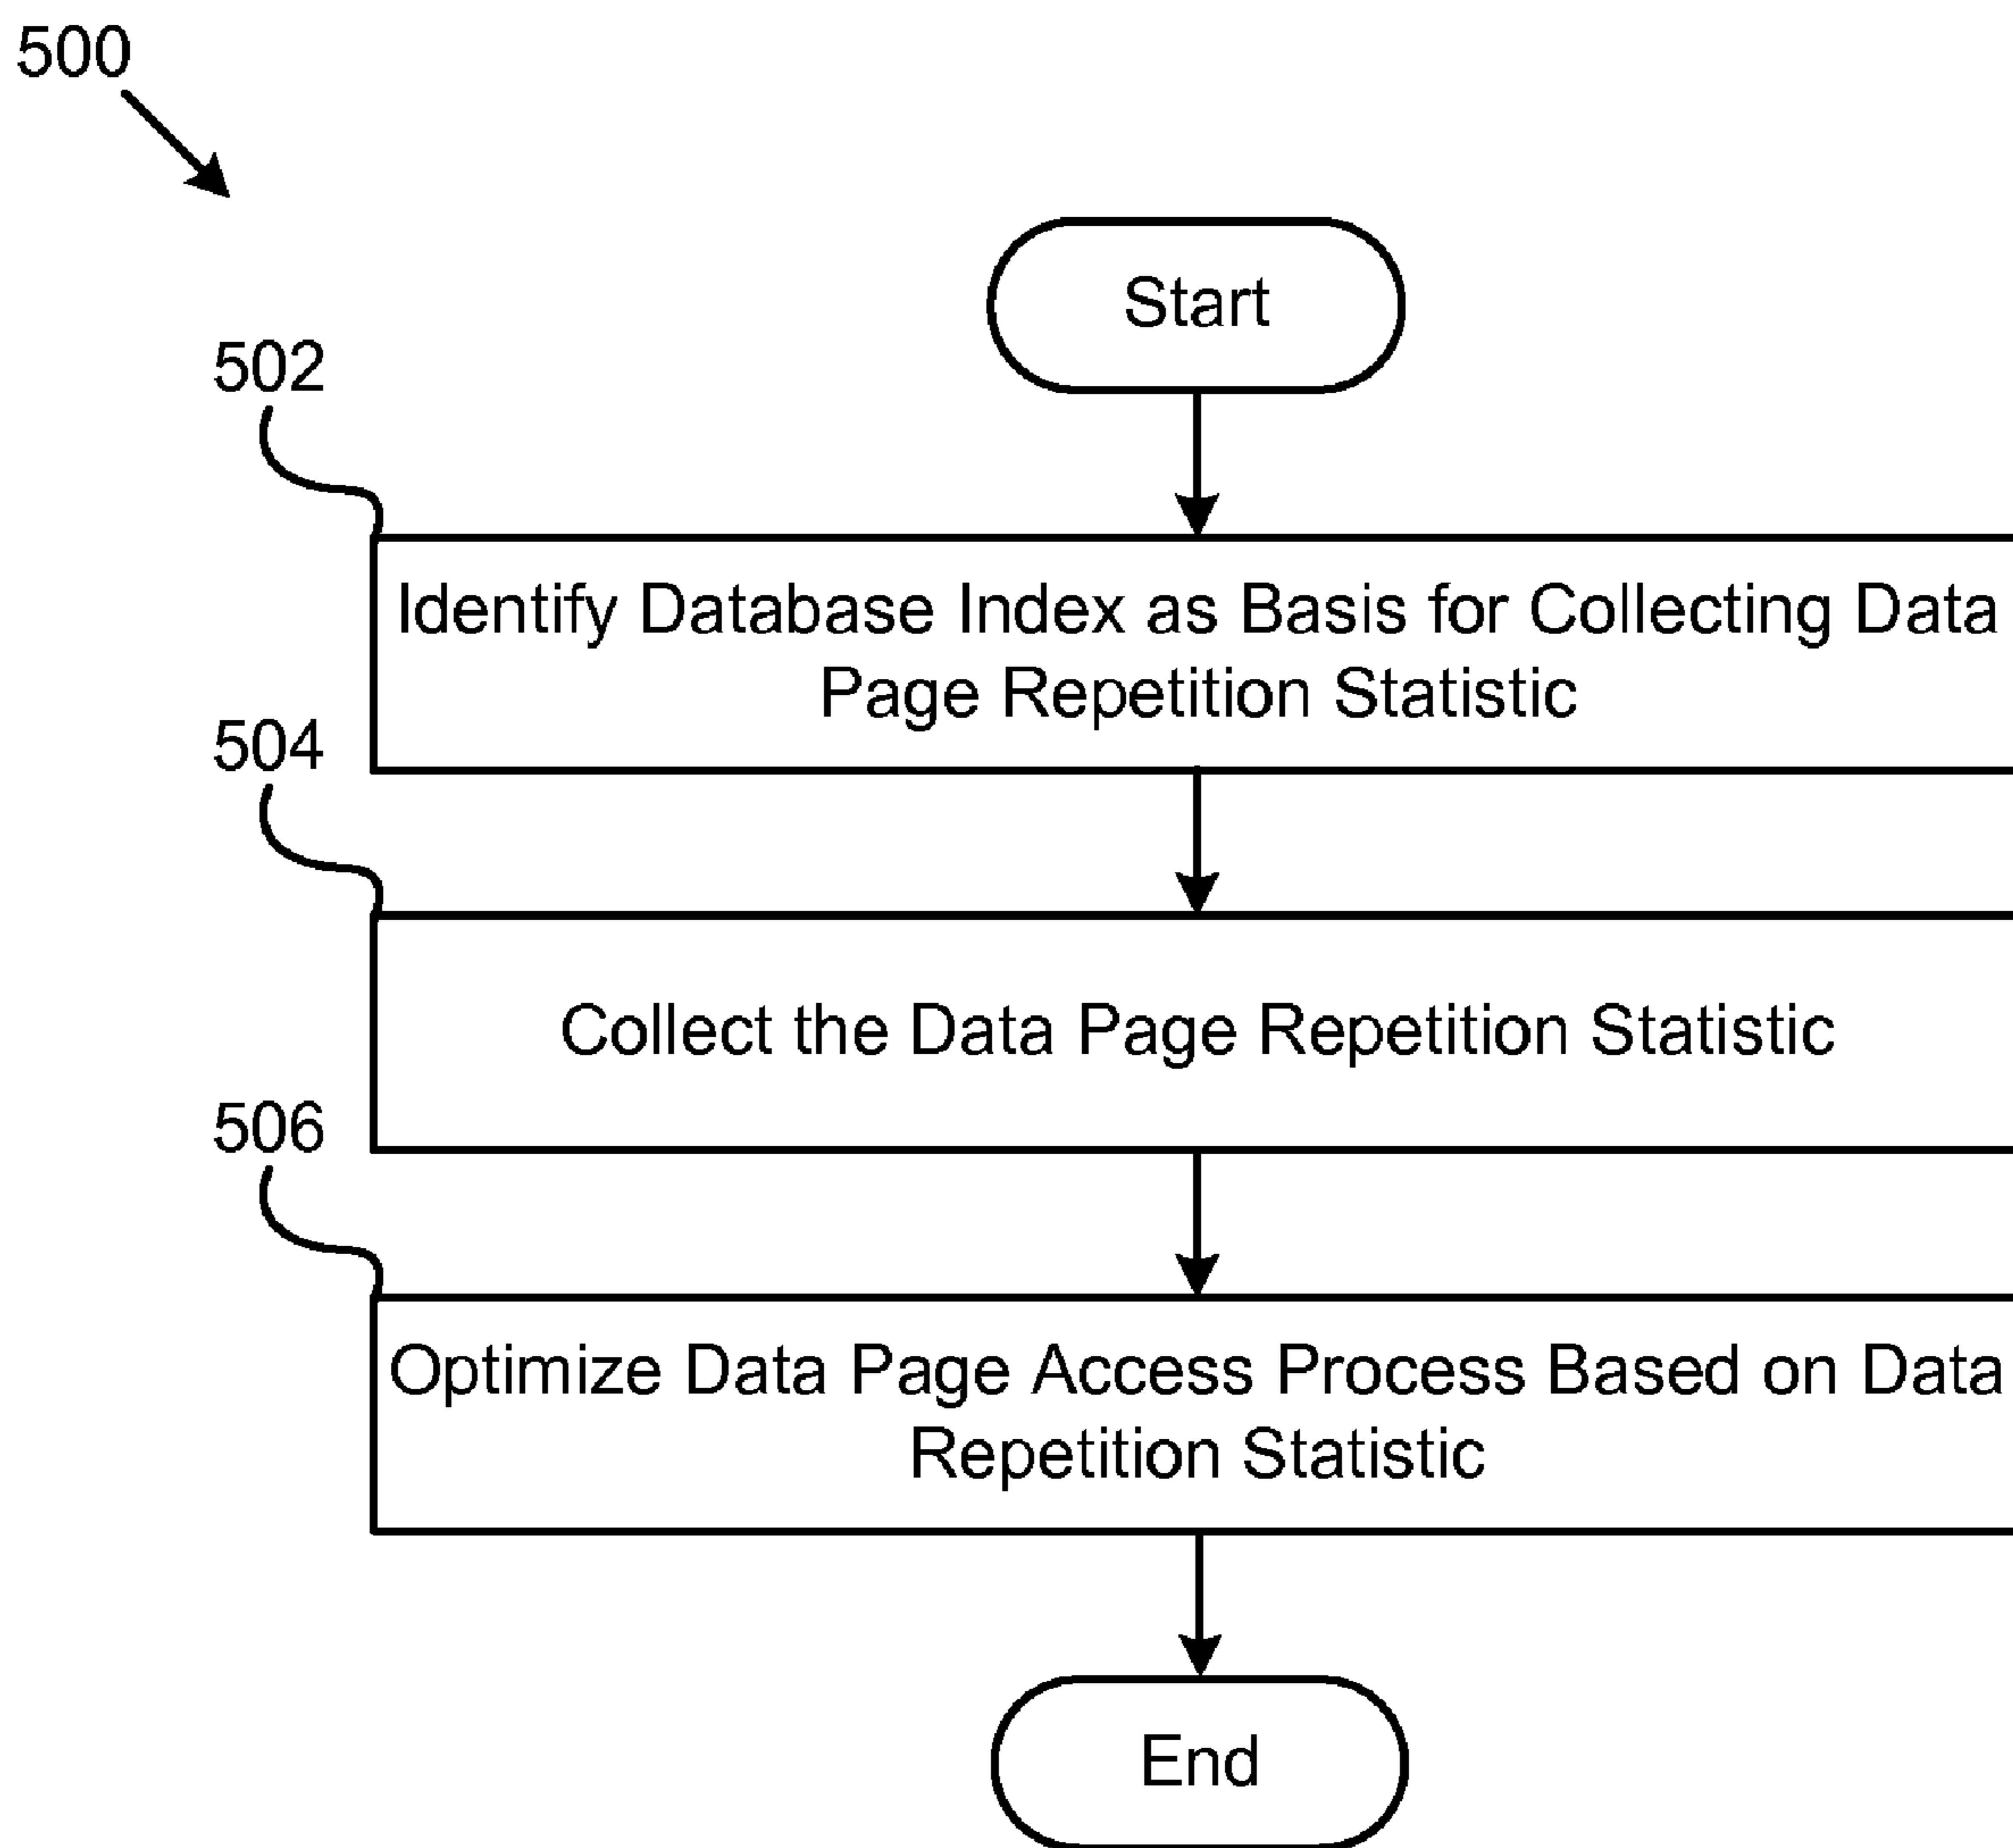 500
Start
502
Identify Database Index as Basis for Collecting Data
Page Repetition Statistic
504
Collect the Data Page Repetition Statistic
506
Optimize Data Page Access Process Based on Data
Repetition Statistic
End